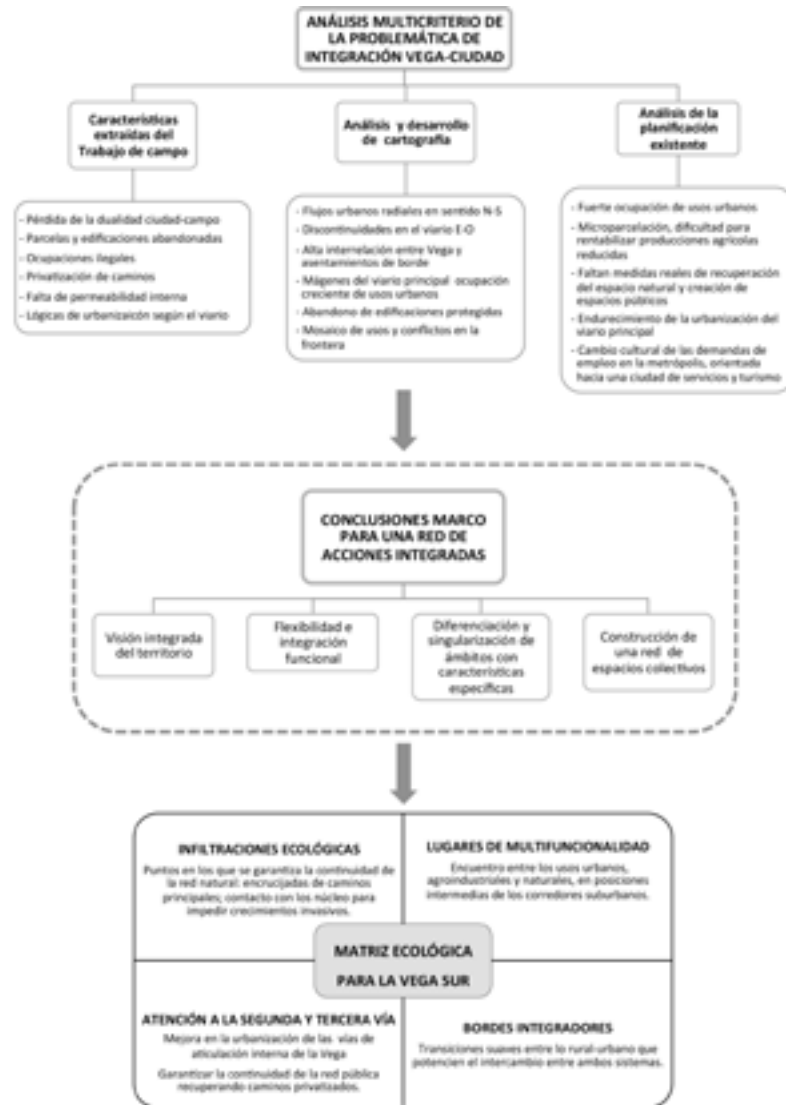 ANÁLISIS MULTICRITERIO DE
LA PROBLEMÁTICA DE
INTEGRACIÓN VEGA-CIUDAD
Características
extraídas del
Trabajo de campo
- Pérdida de la dualidad ciudad-campo
- Parcelas y edificaciones abandonadas
- Ocupaciones ilegales
- Privatización de caminos
- Falta de permeabilidad interna
- Lógicas de urbanizaicón según el viario
Análisis y desarrollo
de cartografía
- Flujos urbanos radiales en sentido N-S
- Discontinuidades en el viario E-O
- Alta interrelación entre Vega y
asentamientos de borde
- Mágenes del viario principal ocupación
creciente de usos urbanos
- Abandono de edificaciones protegidas
- Mosaico de usos y conflictos en la
frontera
Análisis de la
planificación
existente
- Fuerte ocupación de usos urbanos
- Microparcelación, dificultad para
rentabilizar producciones agrícolas
reducidas
- Faltan medidas reales de recuperación
del espacio natural y creación de
espacios públicos
- Endurecimiento de la urbanización del
viario principal
- Cambio cultural de las demandas de
empleo en la metrópolis, orientada
hacia una ciudad de servicios y turismo
CONCLUSIONES MARCO
PARA UNA RED DE
ACCIONES INTEGRADAS
Visión integrada
del territorio
Flexibilidad e
integración
funcional
Diferenciación y
singularización de
ámbitos con
características
específicas
Construcción de
una red de
espacios colectivos
INFILTRACIONES ECOLÓGICAS
Puntos en los que se garantiza la continuidad de
la red natural: encrucijadas de caminos
principales; contacto con los núcleo para
impedir crecimientos invasivos.
LUGARES DE MULTIFUNCIONALIDAD
Encuentro entre los usos urbanos,
agroindustriales y naturales, en posiciones
intermedias de los corredores suburbanos.
MATRIZ ECOLÓGICA
PARA LA VEGA SUR
ATENCIÓN A LA SEGUNDA Y TERCERA VÍA
Mejora en la urbanización de las vías de
aticulación interna de la Vega
Garantizar la continuidad de la red pública
recuperando caminos privatizados.
BORDES INTEGRADORES
Transiciones suaves entre lo rural-urbano que
potencien el intercambio entre ambos sistemas.